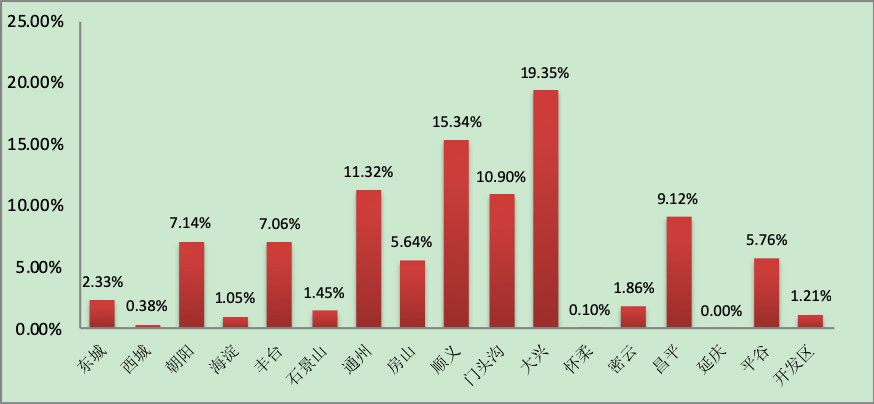 25.00%
20.00%
15.00%
10.00%
5.00%
0.00%
2.33%
0.38%
7.14%
1.05%
7.06%
1.45%
11.32%
5.64%
15.34%
10.90%
19.35%
0.10%
1.86%
9.12%
0.00%
5.76%
1.21%
东城
西城
朝阳
海淀
丰台
石景山
通州
房山
顺义
门头沟
大兴
怀柔
密云
昌平
延庆
平谷
开发区